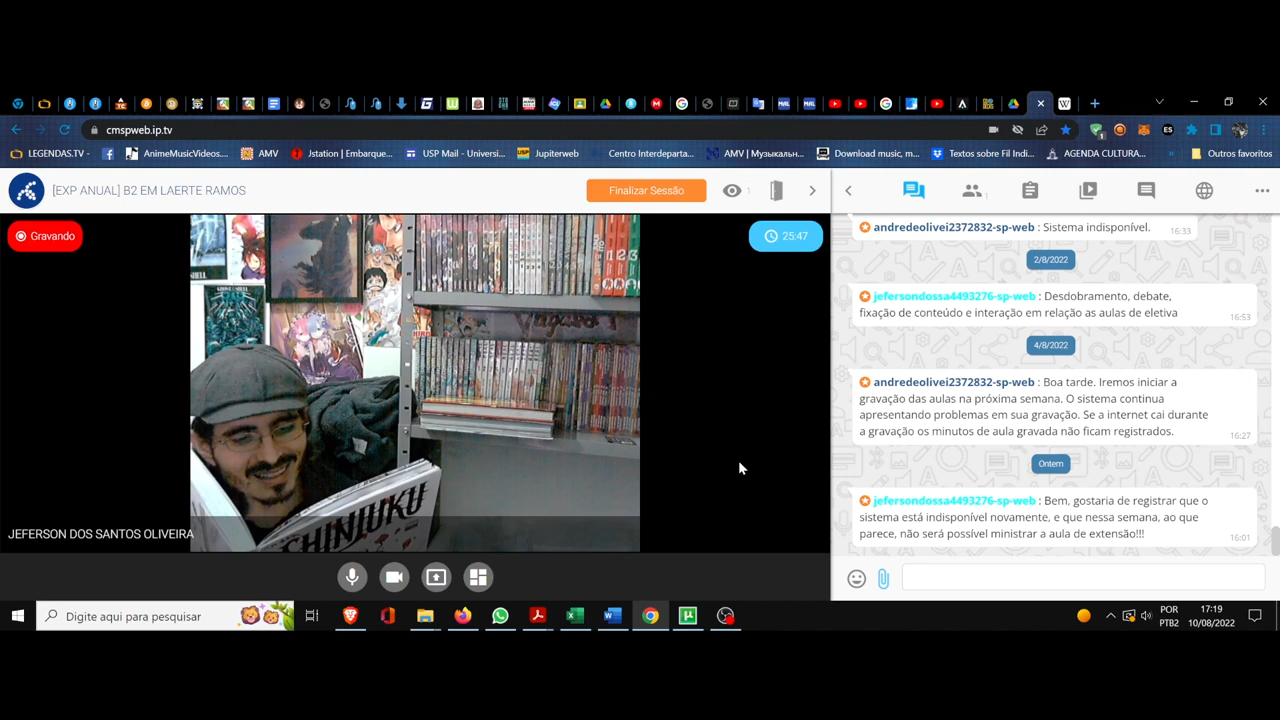 cmspweb.ip.tv
LEGENDAS.TV -
AnimeMusicVideos....
AMV
Jstation | Embarque...
USP Mail - Universi...
Jupiterweb
Centro Interdeparta...
AMV | Музыкальн...
Download music, m...
Textos sobre Fil Indi...
AGENDA CULTURA...
»
Outros favoritos
[EXP ANUAL] B2 EM LAERTE RAMOS
Finalizar Sessão
1
1
Gravando
25:47
SHINJUKU
JEFERSON DOS SANTOS OLIVEIRA
andredeolivei2372832-sp-web : Sistema indisponível.
16:33
2/8/2022
jefersondossa4493276-sp-web : Desdobramento, debate,
fixação de conteúdo e interação em relação as aulas de eletiva
16:53
4/8/2022
andredeolivei2372832-sp-web : Boa tarde. Iremos iniciar a
gravação das aulas na próxima semana. O sistema continua
apresentando problemas em sua gravação. Se a internet cai durante
a gravação os minutos de aula gravada não ficam registrados.
16:27
Ontem
jefersondossa4493276-sp-web : Bem, gostaria de registrar que o
sistema está indisponível novamente, e que nessa semana, ao que
parece, não será possível ministrar a aula de extensão!!!
16:01
Digite aqui para pesquisar
POR
PTB2
17:19
10/08/2022